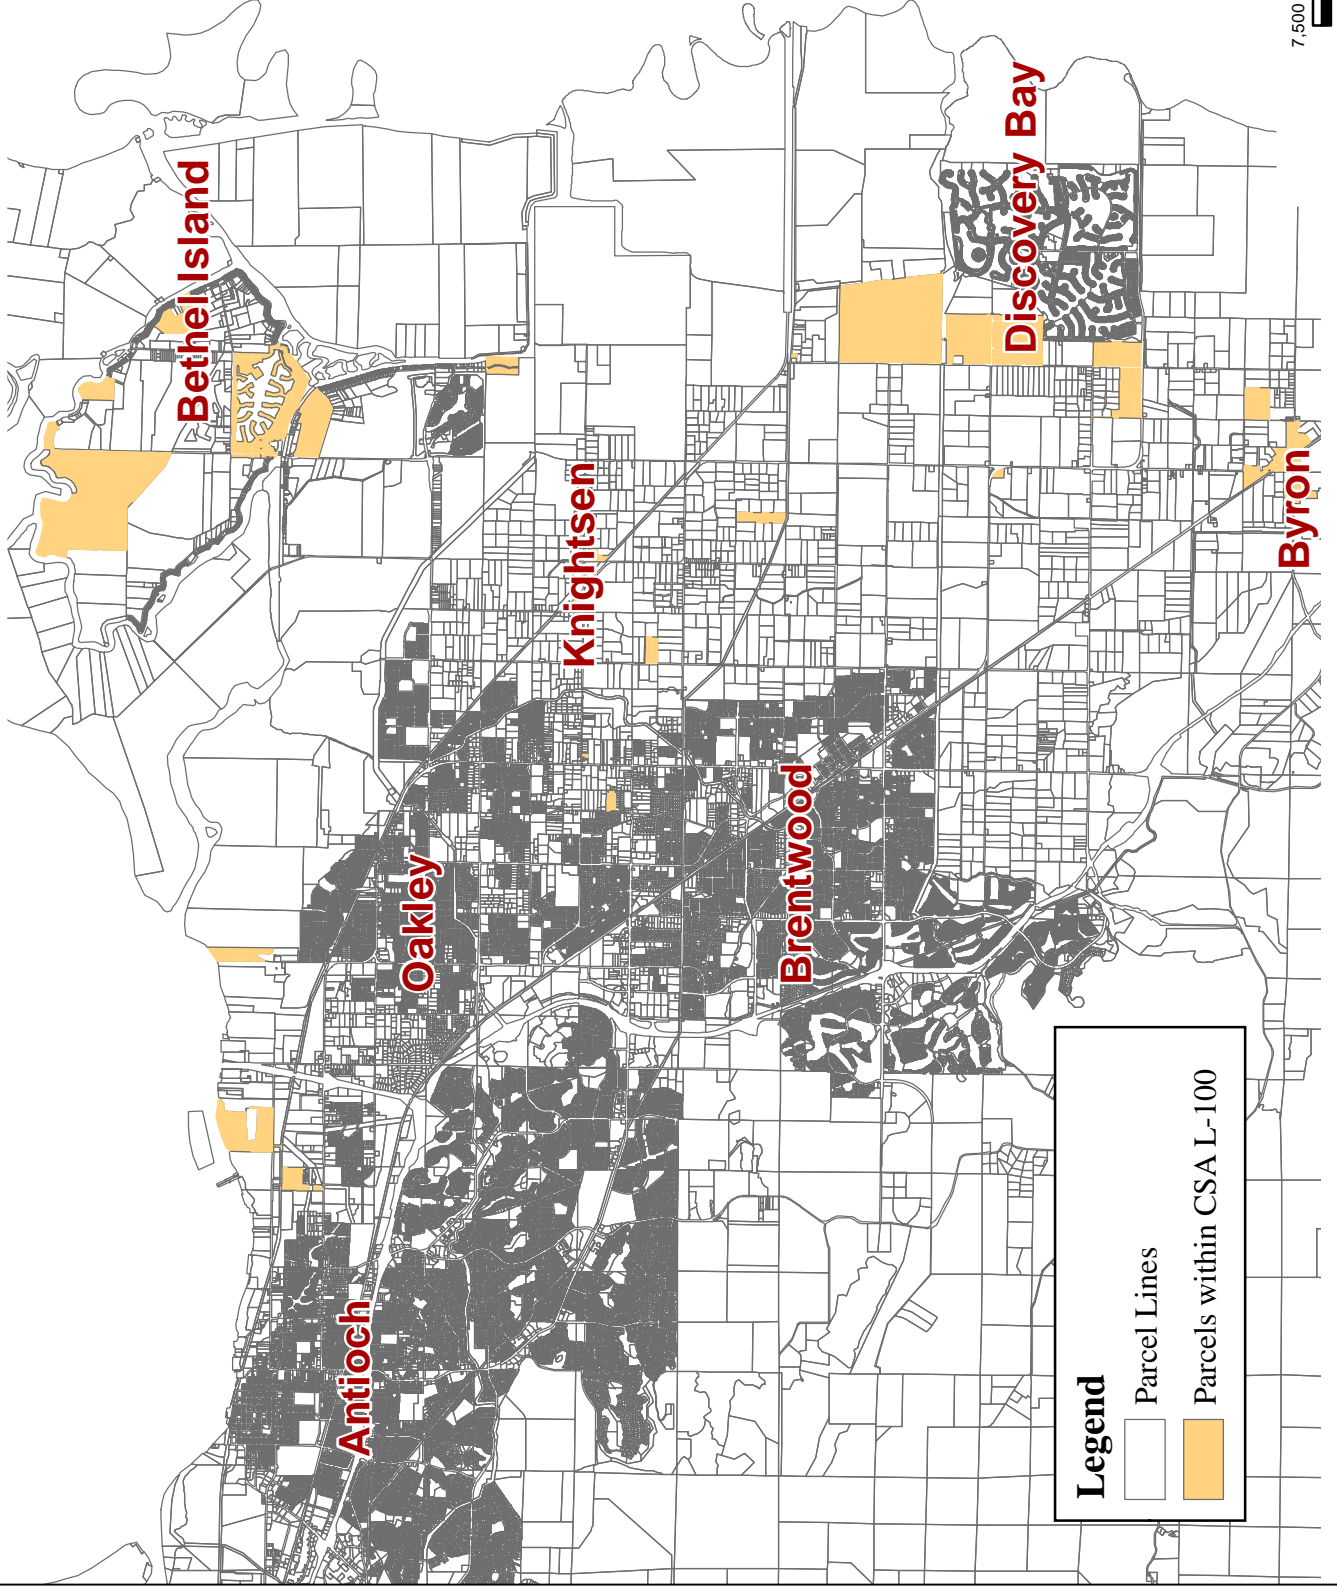 Bethel Island
Antioch
Oakley
Knightsen
Brentwood
Discovery Bay
Byron
Legend
Parcel Lines
Parcels within CSA L-100
7,500